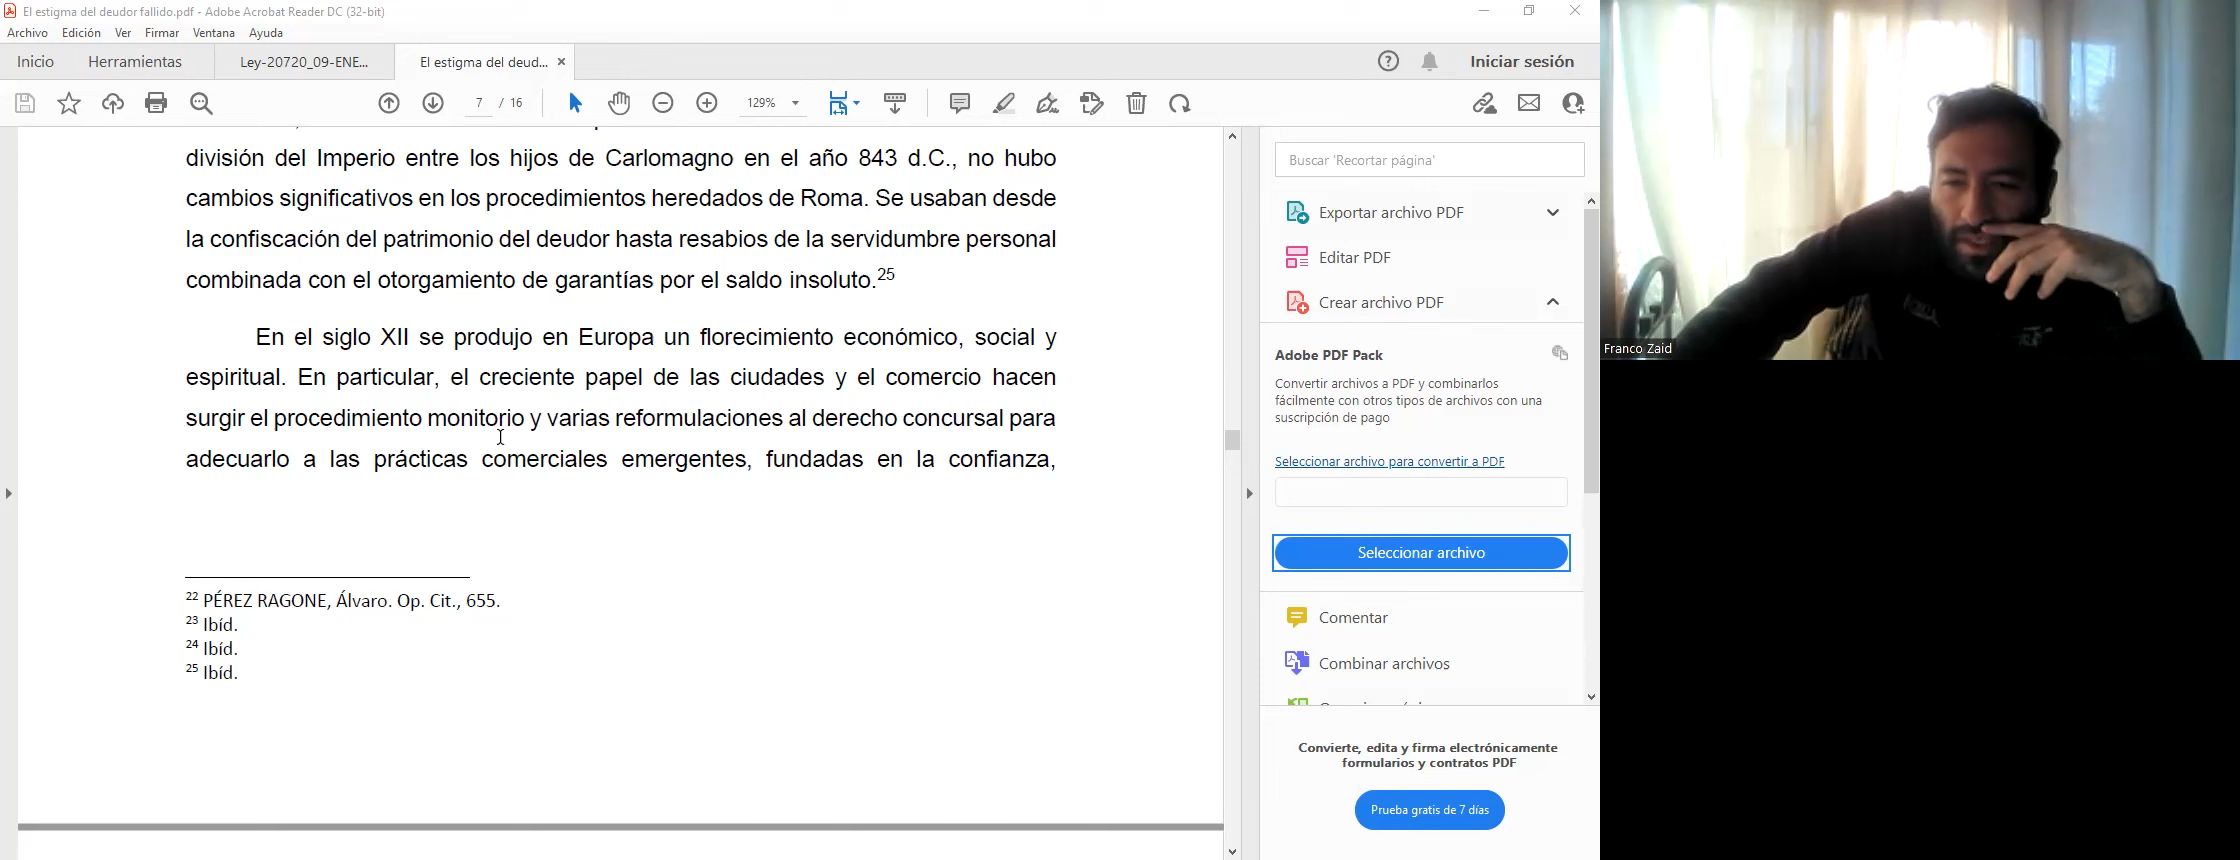 El estigma del deudor fallido.pdf - Adobe Acrobat Reader DC (32-bit)
Archivo Edición Ver Firmar Ventana Ayuda
Inicio Herramientas Ley-20720_09-ENE... El estigma del deud... Iniciar sesión
7 / 16 129%
división del Imperio entre los hijos de Carlomagno en el año 843 d.C., no hubo
cambios significativos en los procedimientos heredados de Roma. Se usaban desde
la confiscación del patrimonio del deudor hasta resabios de la servidumbre personal
combinada con el otorgamiento de garantías por el saldo insoluto.25
En el siglo XII se produjo en Europa un florecimiento económico, social y
espiritual. En particular, el creciente papel de las ciudades y el comercio hacen
surgir el procedimiento monitorio y varias reformulaciones al derecho concursal para
adecuarlo a las prácticas comerciales emergentes, fundadas en la confianza,
22 PÉREZ RAGONE, Álvaro. Op. Cit., 655.
23 Ibíd.
24 Ibíd.
25 Ibíd.
Buscar 'Recortar página'
Exportar archivo PDF
Editar PDF
Crear archivo PDF
Adobe PDF Pack
Convertir archivos a PDF y combinarlos
fácilmente con otros tipos de archivos con una
suscripción de pago
Seleccionar archivo para convertir a PDF
Seleccionar archivo
Comentar
Combinar archivos
Convierte, edita y firma electrónicamente
formularios y contratos PDF
Prueba gratis de 7 días
Franco Zaid